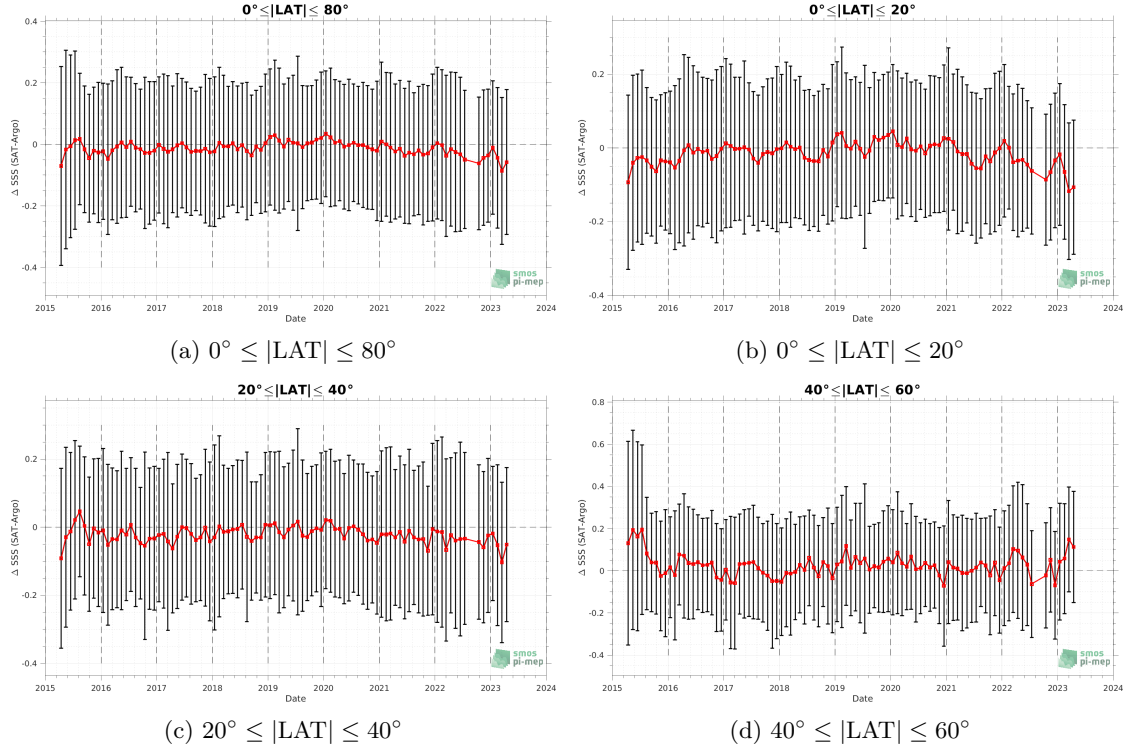 0°≤|LAT|≤ 80°
Δ SSS (SAT-Argo)
0.4
0.2
0
-0.2
-0.4
2015 2016 2017 2018 2019 2020 2021 2022 2023 2024
Date
smos
pi-mep
(a) 0° ≤ |LAT| ≤ 80°
0°≤|LAT|≤ 20°
Δ SSS (SAT-Argo)
0.2
0
-0.2
-0.4
2015 2016 2017 2018 2019 2020 2021 2022 2023 2024
Date
smos
pi-mep
(b) 0° ≤ |LAT| ≤ 20°
20°≤|LAT|≤ 40°
Δ SSS (SAT-Argo)
0.2
0
-0.2
-0.4
2015 2016 2017 2018 2019 2020 2021 2022 2023 2024
Date
smos
pi-mep
(c) 20° ≤ |LAT| ≤ 40°
40°≤|LAT|≤ 60°
Δ SSS (SAT-Argo)
0.8
0.6
0.4
0.2
0
-0.2
-0.4
2015 2016 2017 2018 2019 2020 2021 2022 2023 2024
Date
smos
pi-mep
(d) 40° ≤ |LAT| ≤ 60°